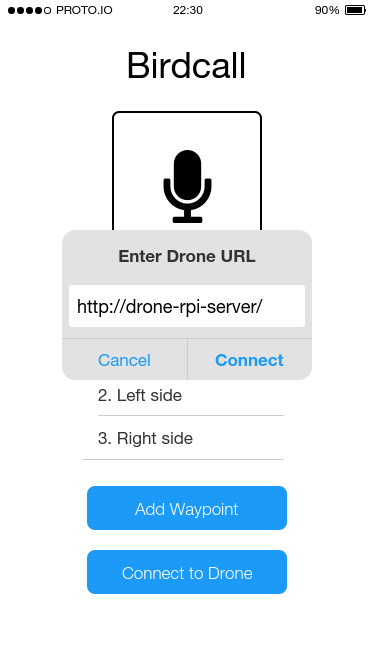 PROTO.IO 22:30 90%
Birdcall
Enter Drone URL
http://drone-rpi-server/
Cancel Connect
2. Left side
3. Right side
Add Waypoint
Connect to Drone